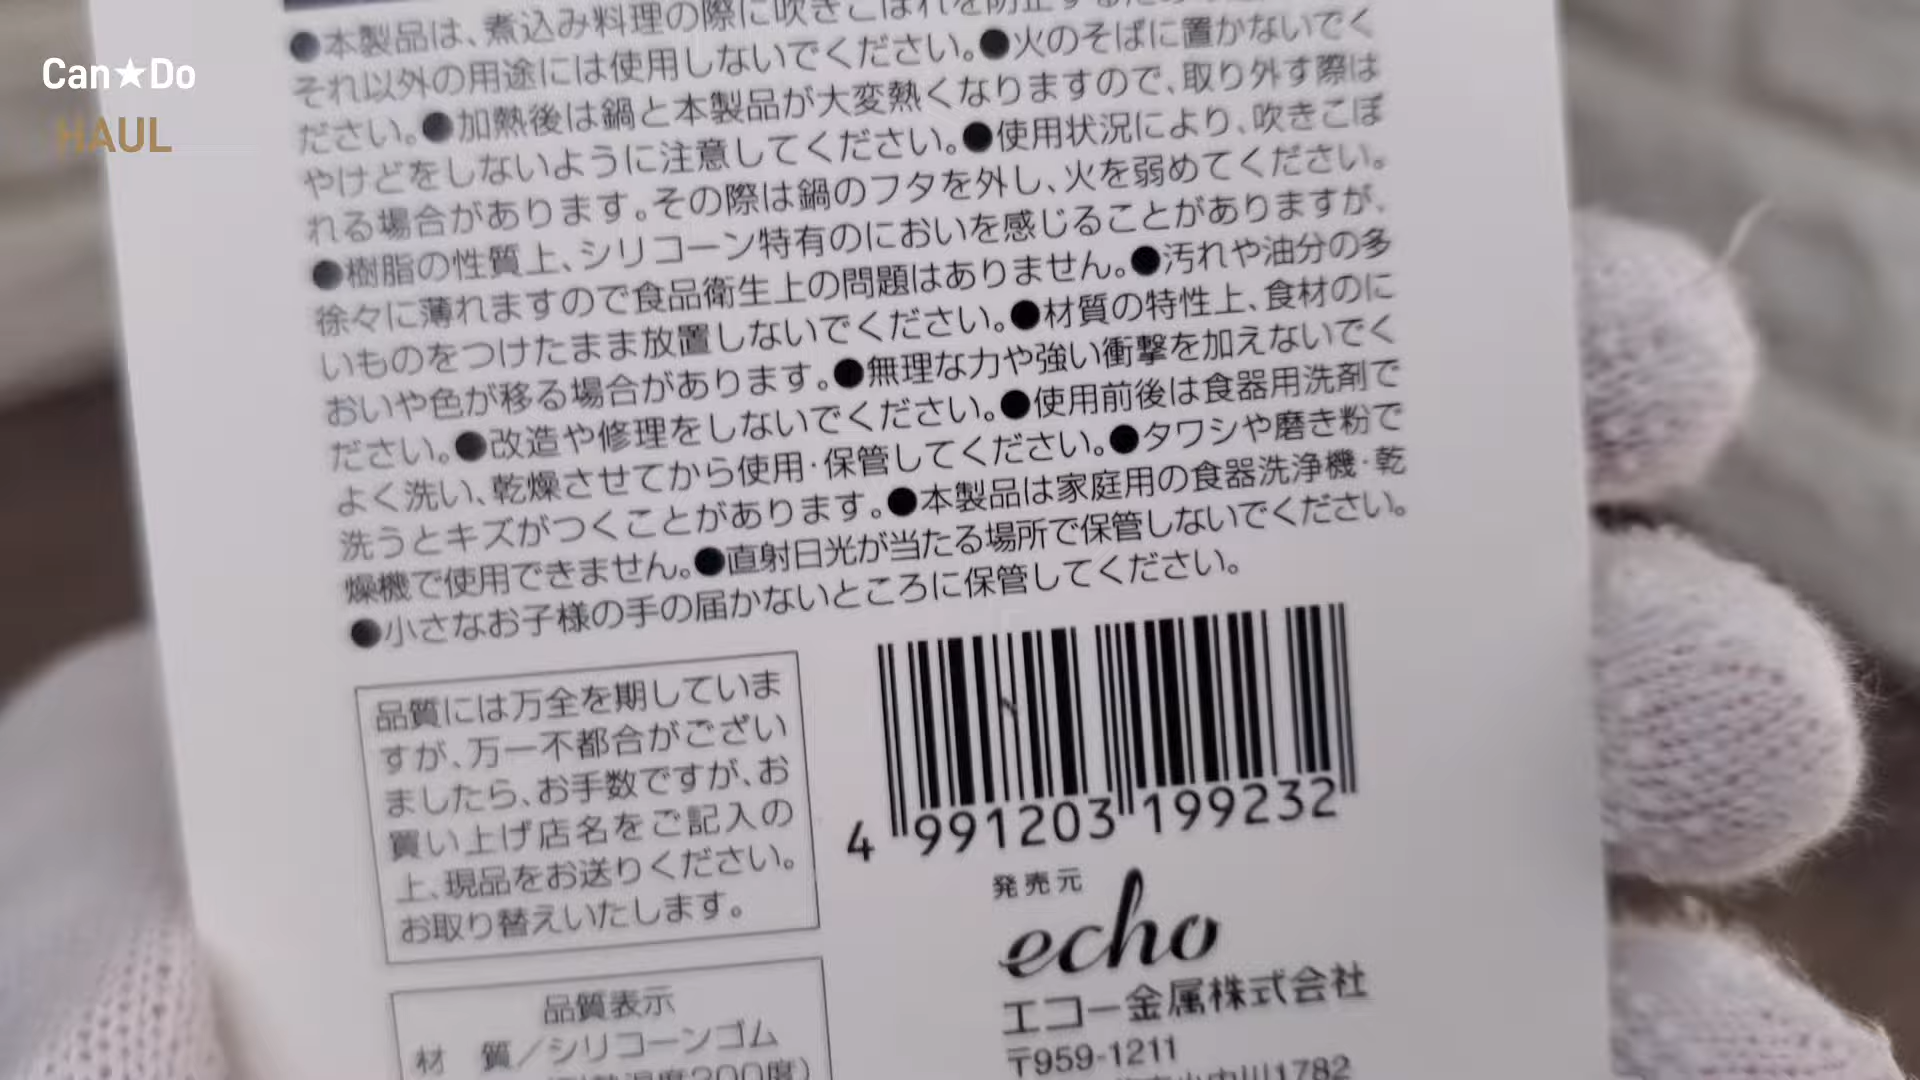 Can★Do
HAUL
●本製品は、煮込み料理の際に吹きこぼれを防止する
それ以外の用途には使用しないでください。●火のそばに置かないでく
ださい。●加熱後は鍋と本製品が大変熱くなりますので、取り外す際は
やけどをしないように注意してください。●使用状況により、吹きこぼ
れる場合があります。その際は鍋のフタを外し、火を弱めてください。
●樹脂の性質上、シリコーン特有のにおいを感じることがありますが、
徐々に薄れますので食品衛生上の問題はありません。●汚れや油分の多
いものをつけたまま放置しないでください。●材質の特性上、食材のに
おいや色が移る場合があります。●無理な力や強い衝撃を加えないでく
ださい。●改造や修理をしないでください。●使用前後は食器用洗剤で
よく洗い、乾燥させてから使用・保管してください。●タワシや磨き粉で
洗うとキズがつくことがあります。●本製品は家庭用の食器洗浄機・乾
燥機で使用できません。●直射日光が当たる場所で保管しないでください。
●小さなお子様の手の届かないところに保管してください。
品質には万全を期していま
すが、万一不都合がござい
ましたら、お手数ですが、お
買い上げ店名をご記入の
上、現品をお送りください。
お取り替えいたします。
4 991203 199232
発売元
echo
エコー金属株式会社
〒959-1211
品質表示
材 質／シリコーンゴム